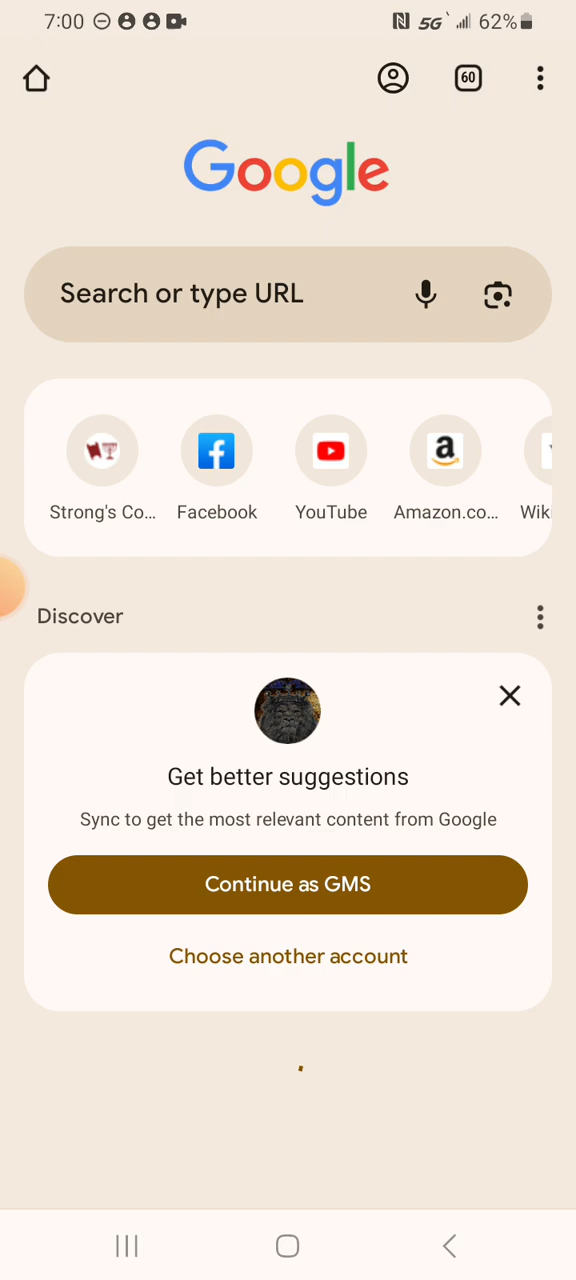 7:00 5G 62%
60
Google
Search or type URL
Strong's Co... Facebook YouTube Amazon.co... Wiki
Discover
Get better suggestions
Sync to get the most relevant content from Google
Continue as GMS
Choose another account